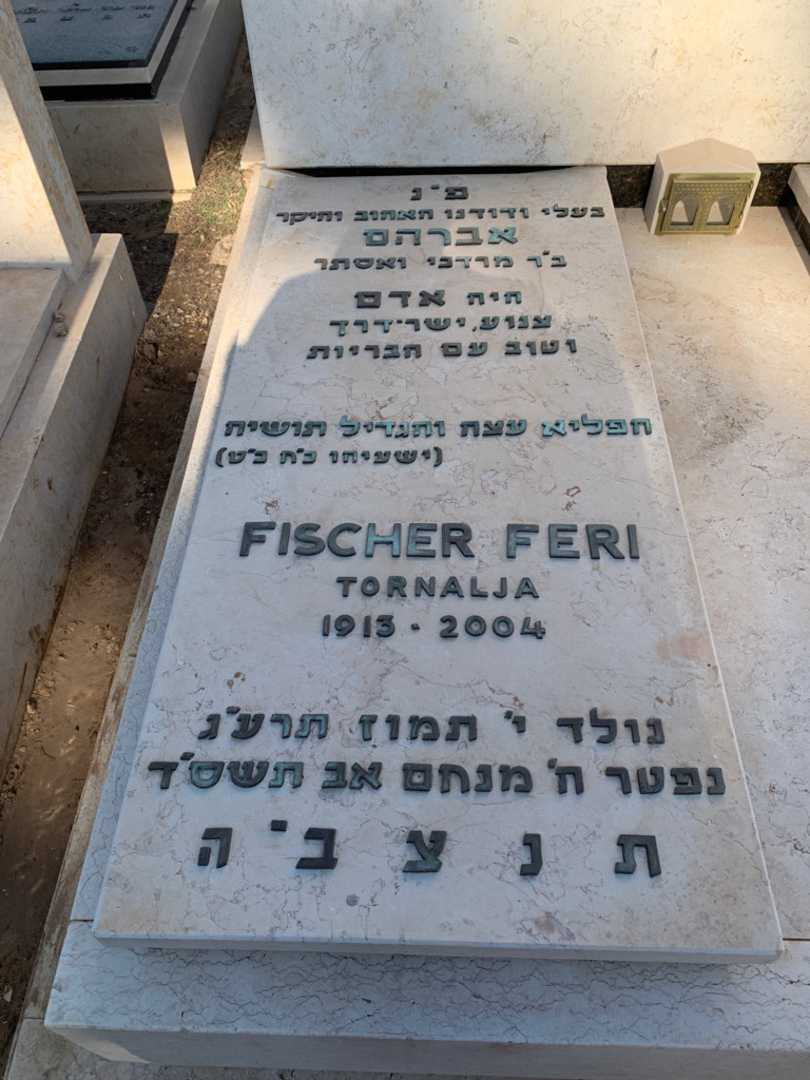 פ״נ
בעלי ודודנו האהוב והיקר
אברהם
ב״ר מרדכי ואסתר
היה אדם
צנוע, ישר־דרך
וטוב עם הבריות
הפליא עצה והגדיל תושיה
(ישעיהו כ״ח כ״ט)
FISCHER FERI
TORNALJA
1913 - 2004
נולד י׳ תמוז תרע״ג
נפטר ה׳ מנחם אב תשס״ד
ת נ צ ב׳ ה